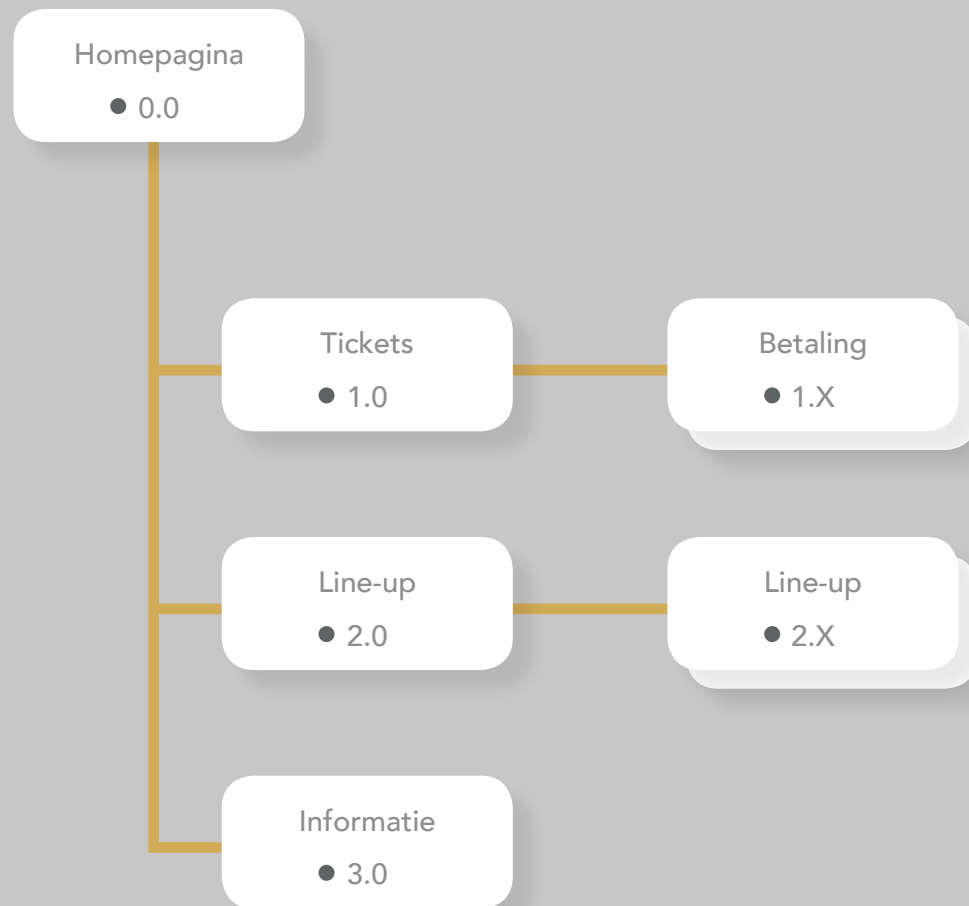 Homepagina
• 0.0
Tickets
• 1.0
Betaling
• 1.X
Line-up
• 2.0
Line-up
• 2.X
Informatie
• 3.0